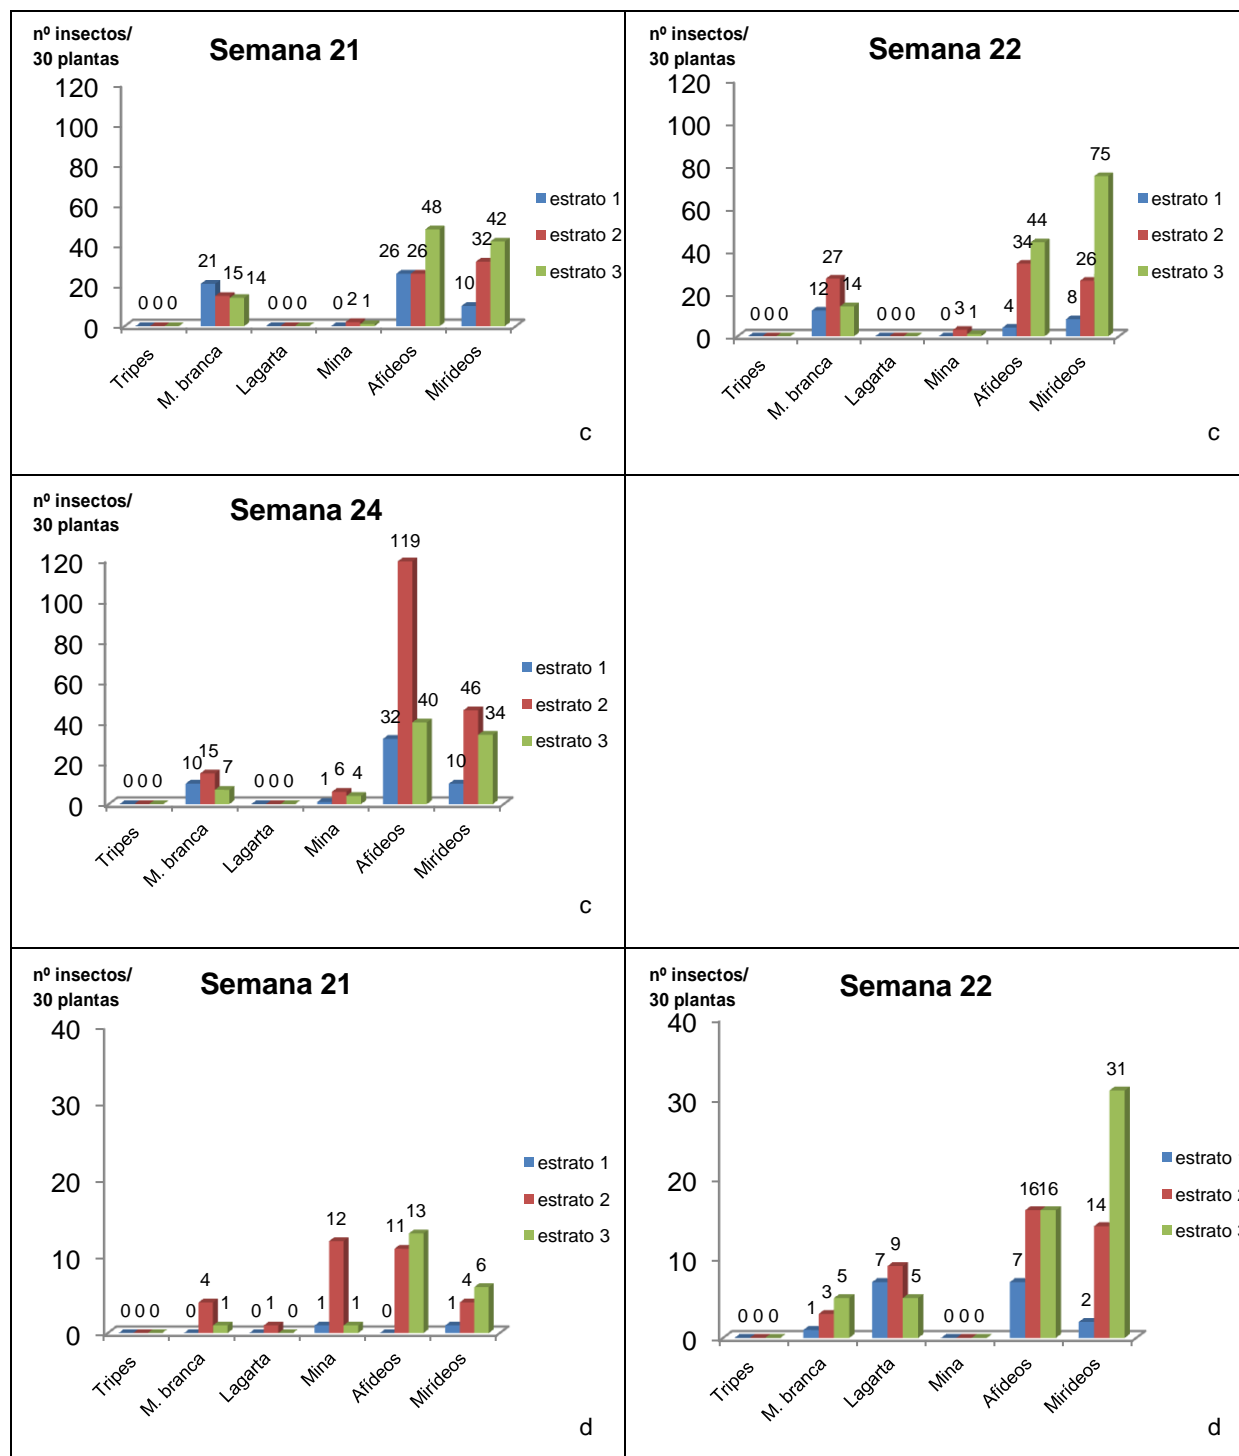 nº insectos/
30 plantas
Semana 21
120
100
80
60
40
20
0
0 0 0
21
15
14
0 0 0
0 2 1
26
26
48
10
32
42
Tripes
M. branca
Lagarta
Mina
Afídeos
Mirídeos
estrato 1
estrato 2
estrato 3
c
nº insectos/
30 plantas
Semana 22
120
100
80
60
40
20
0
0 0 0
12
27
14
0 0 0
0 3 1
4
34
44
8
26
75
Tripes
M. branca
Lagarta
Mina
Afídeos
Mirídeos
estrato 1
estrato 2
estrato 3
c
nº insectos/
30 plantas
Semana 24
120
100
80
60
40
20
0
0 0 0
10
15
7
0 0 0
1
6
4
32
119
40
10
46
34
Tripes
M. branca
Lagarta
Mina
Afídeos
Mirídeos
estrato 1
estrato 2
estrato 3
c
nº insectos/
30 plantas
Semana 21
40
30
20
10
0
0 0 0
0
4
1
0
1
0
1
12
1
0
11
13
1
4
6
Tripes
M. branca
Lagarta
Mina
Afídeos
Mirídeos
estrato 1
estrato 2
estrato 3
d
nº insectos/
30 plantas
Semana 22
40
30
20
10
0
0 0 0
1
3
5
7
9
5
0 0 0
7
16
16
2
14
31
Tripes
M. branca
Lagarta
Mina
Afídeos
Mirídeos
estrato
estrato
estrato
d